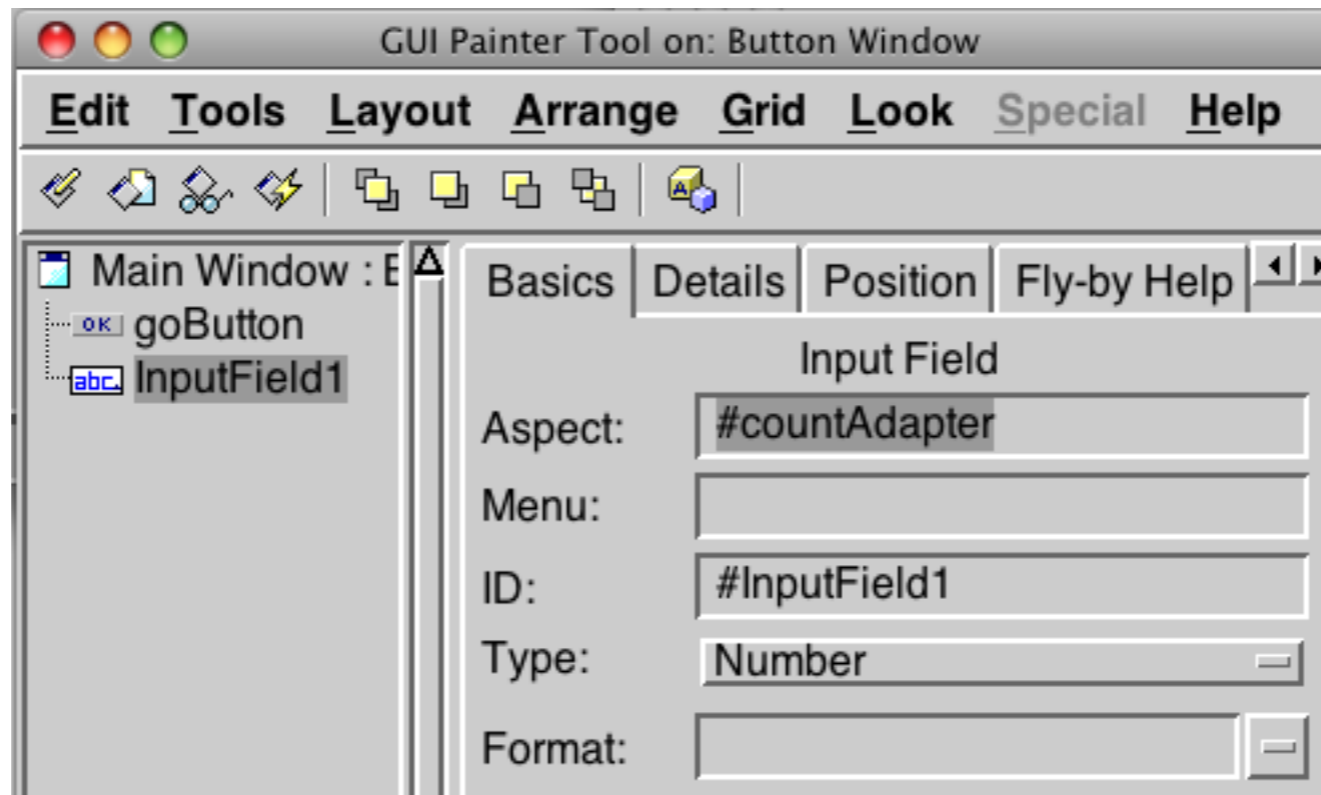 GUI Painter Tool on: Button Window
Edit Tools Layout Arrange Grid Look Special Help
A
Main Window : E
OK goButton
abc. InputField1
Basics Details Position Fly-by Help
Input Field
Aspect: #countAdapter
Menu:
ID: #InputField1
Type: Number
Format: